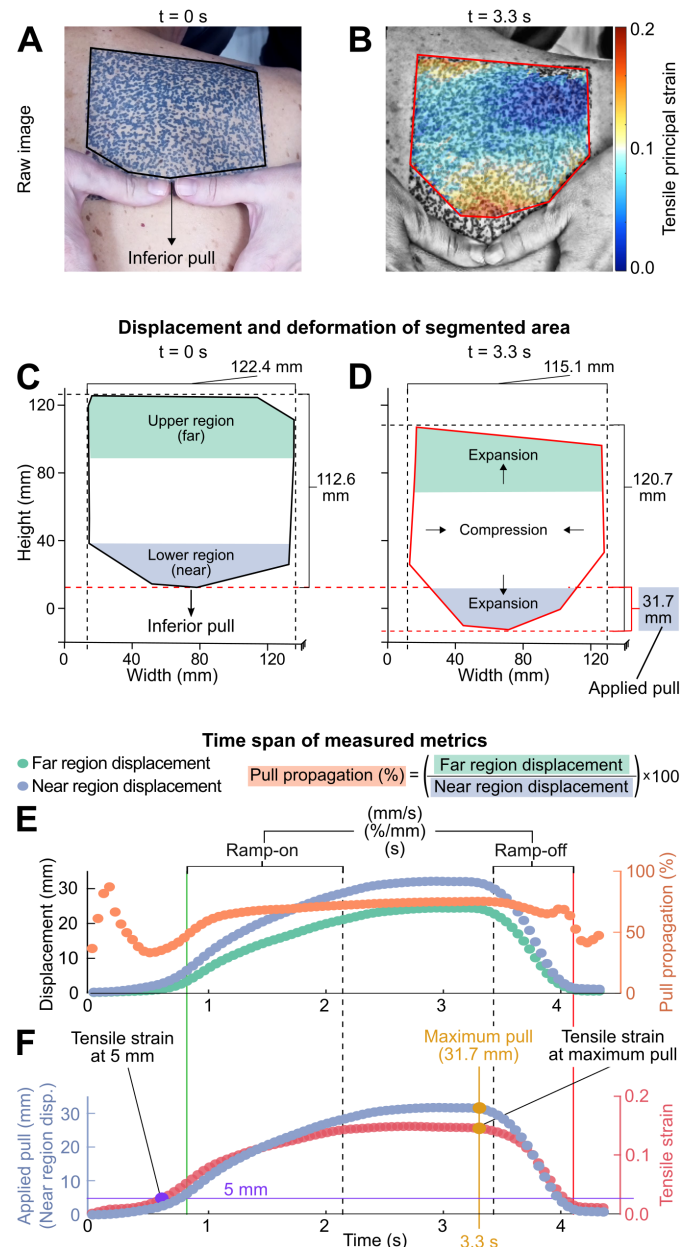 t = 0 s
t = 3.3 s
A
B
Raw image
Inferior pull
0.2
0.1
0.0
Tensile principal strain
Displacement and deformation of segmented area
t = 0 s
t = 3.3 s
C
122.4 mm
D
115.1 mm
120
80
40
0
Height (mm)
Upper region
(far)
112.6
mm
Lower region
(near)
Inferior pull
0
40
80
120
Width (mm)
Expansion
Compression
Expansion
120.7
mm
31.7
mm
Applied pull
0
40
80
120
Width (mm)
Time span of measured metrics
Far region displacement
Near region displacement
Pull propagation (%) = (Far region displacement / Near region displacement) ×100
E
(mm/s)
(%/mm)
(s)
Ramp-on
Ramp-off
Displacement (mm)
30
20
10
0
100
50
0
Pull propagation (%)
0
1
2
3
4
F
Tensile strain
at 5 mm
Maximum pull
(31.7 mm)
Tensile strain
at maximum pull
Applied pull (mm)
(Near region disp.)
30
20
10
0
5 mm
0.2
0.1
0.0
Tensile strain
0
1
2
3
4
Time (s)
3.3 s